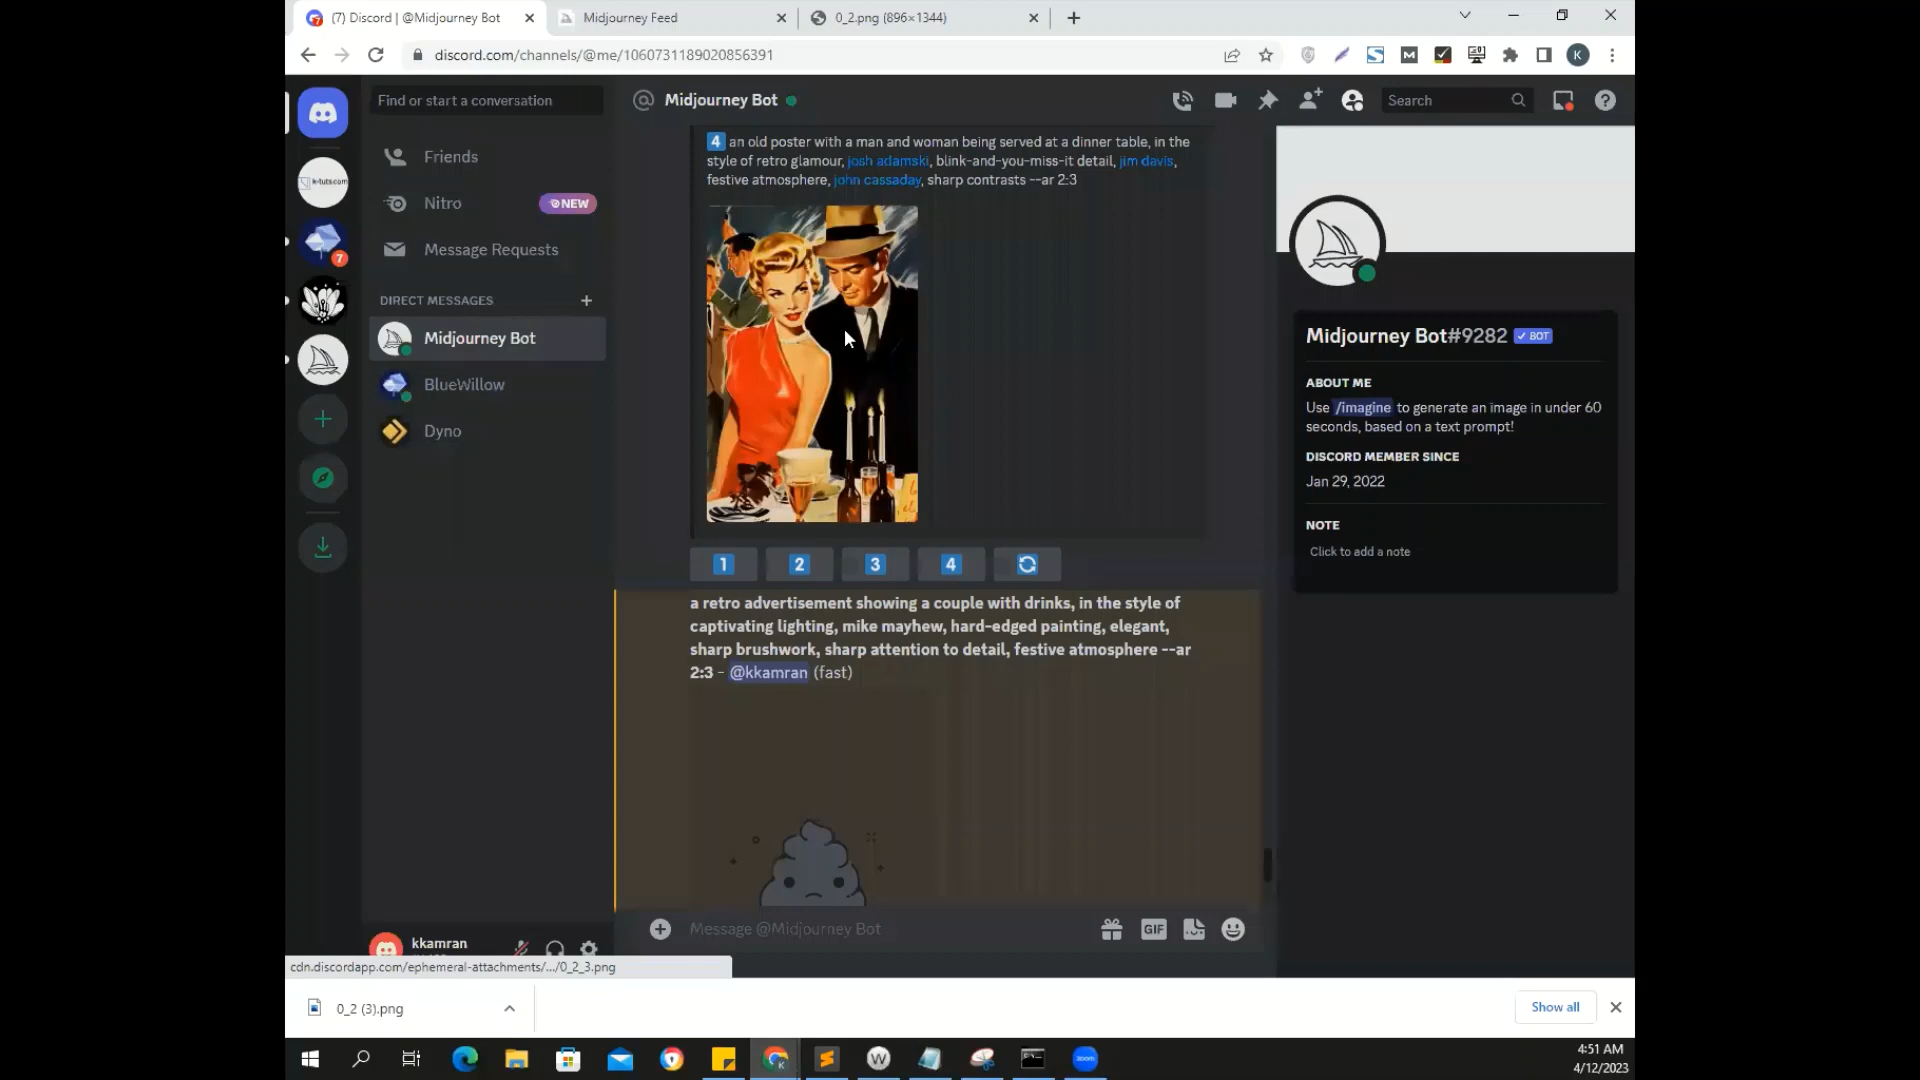 (7) Discord | @Midjourney Bot
Midjourney Feed
0_2.png (896×1344)
discord.com/channels/@me/1060731189020856391
K
Find or start a conversation
Midjourney Bot
Search
k-tuts.com
Friends
Nitro
NEW
Message Requests
7
DIRECT MESSAGES
Midjourney Bot
BlueWillow
Dyno
4 an old poster with a man and woman being served at a dinner table, in the
style of retro glamour, josh adamski, blink-and-you-miss-it detail, jim davis,
festive atmosphere, john cassaday, sharp contrasts --ar 2:3
1 2 3 4
a retro advertisement showing a couple with drinks, in the style of
captivating lighting, mike mayhew, hard-edged painting, elegant,
sharp brushwork, sharp attention to detail, festive atmosphere --ar
2:3 - @kkamran (fast)
Message @Midjourney Bot
GIF
Midjourney Bot#9282
BOT
ABOUT ME
Use /imagine to generate an image in under 60
seconds, based on a text prompt!
DISCORD MEMBER SINCE
Jan 29, 2022
NOTE
Click to add a note
kkamran
cdn.discordapp.com/ephemeral-attachments/.../0_2_3.png
0_2 (3).png
Show all
zoom
4:51 AM
4/12/2023